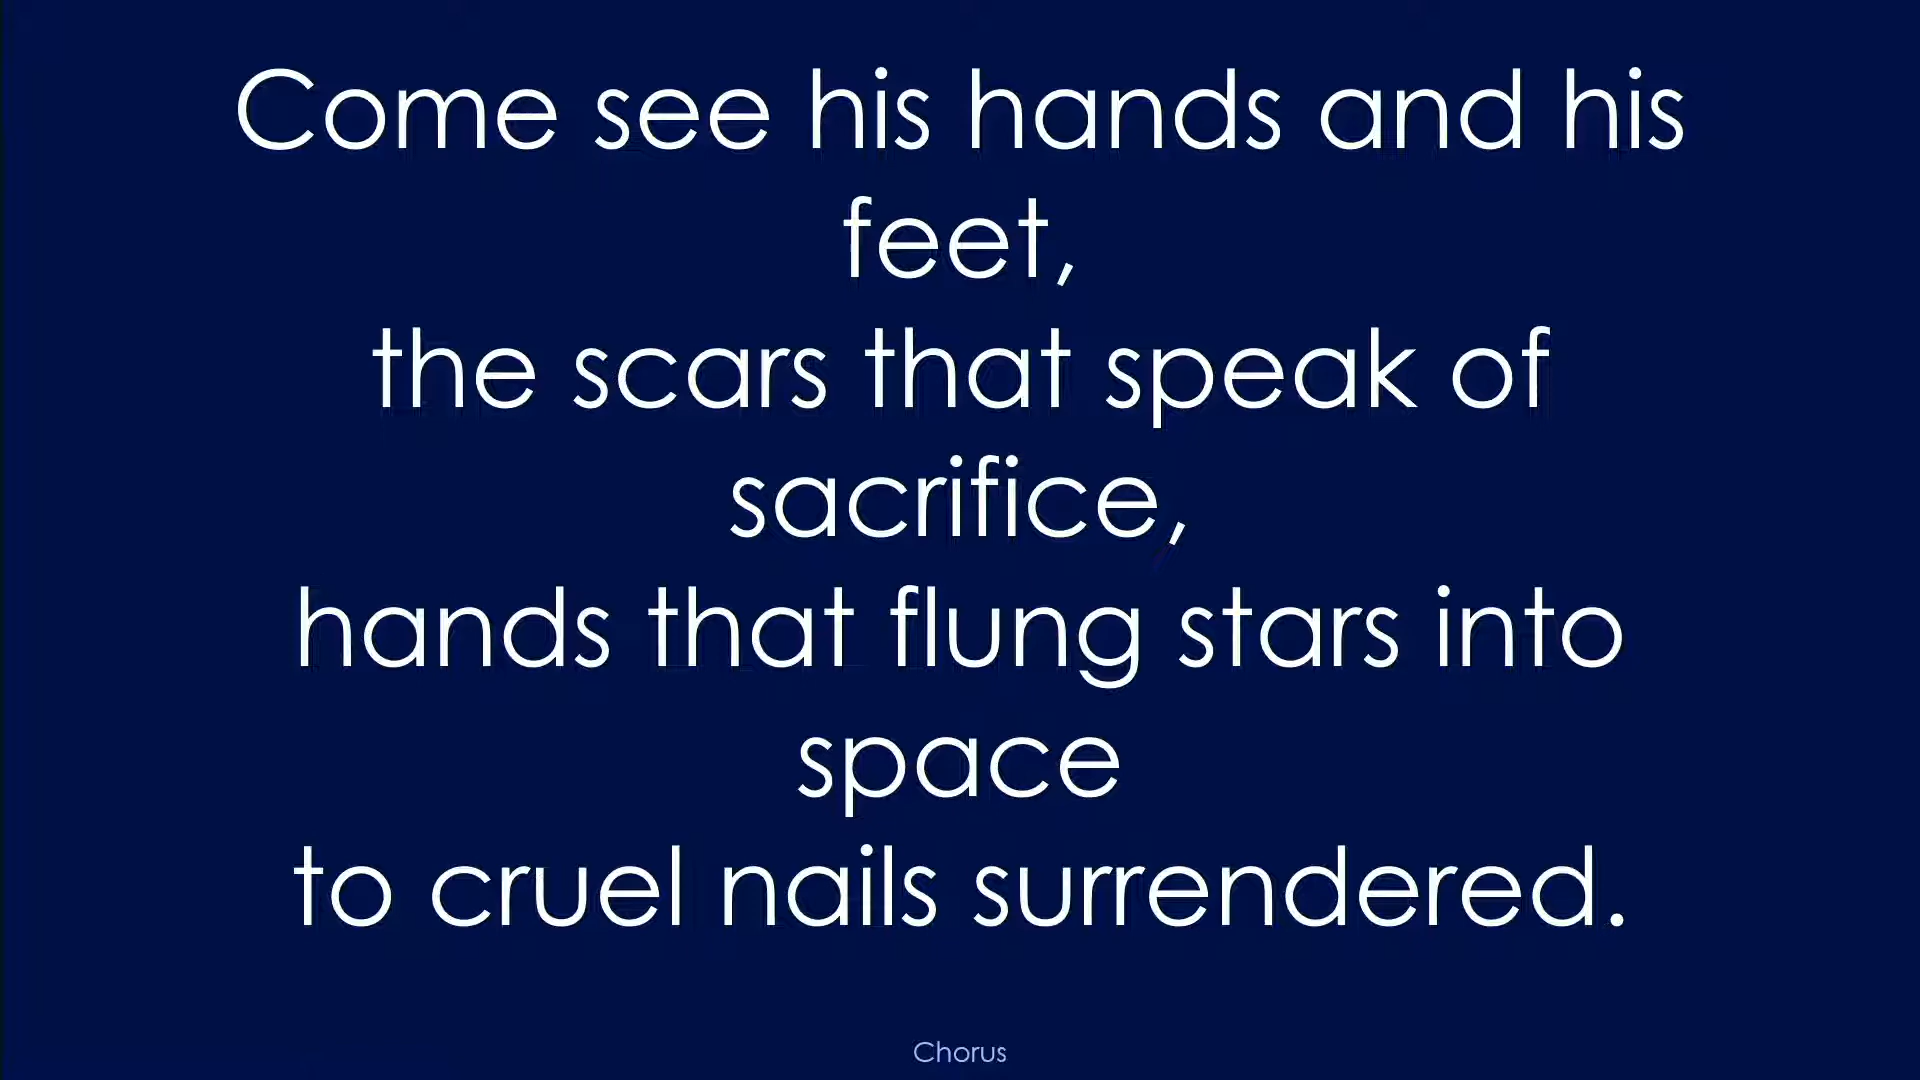 Come see his hands and his
feet,
the scars that speak of
sacrifice,
hands that flung stars into
space
to cruel nails surrendered.
Chorus